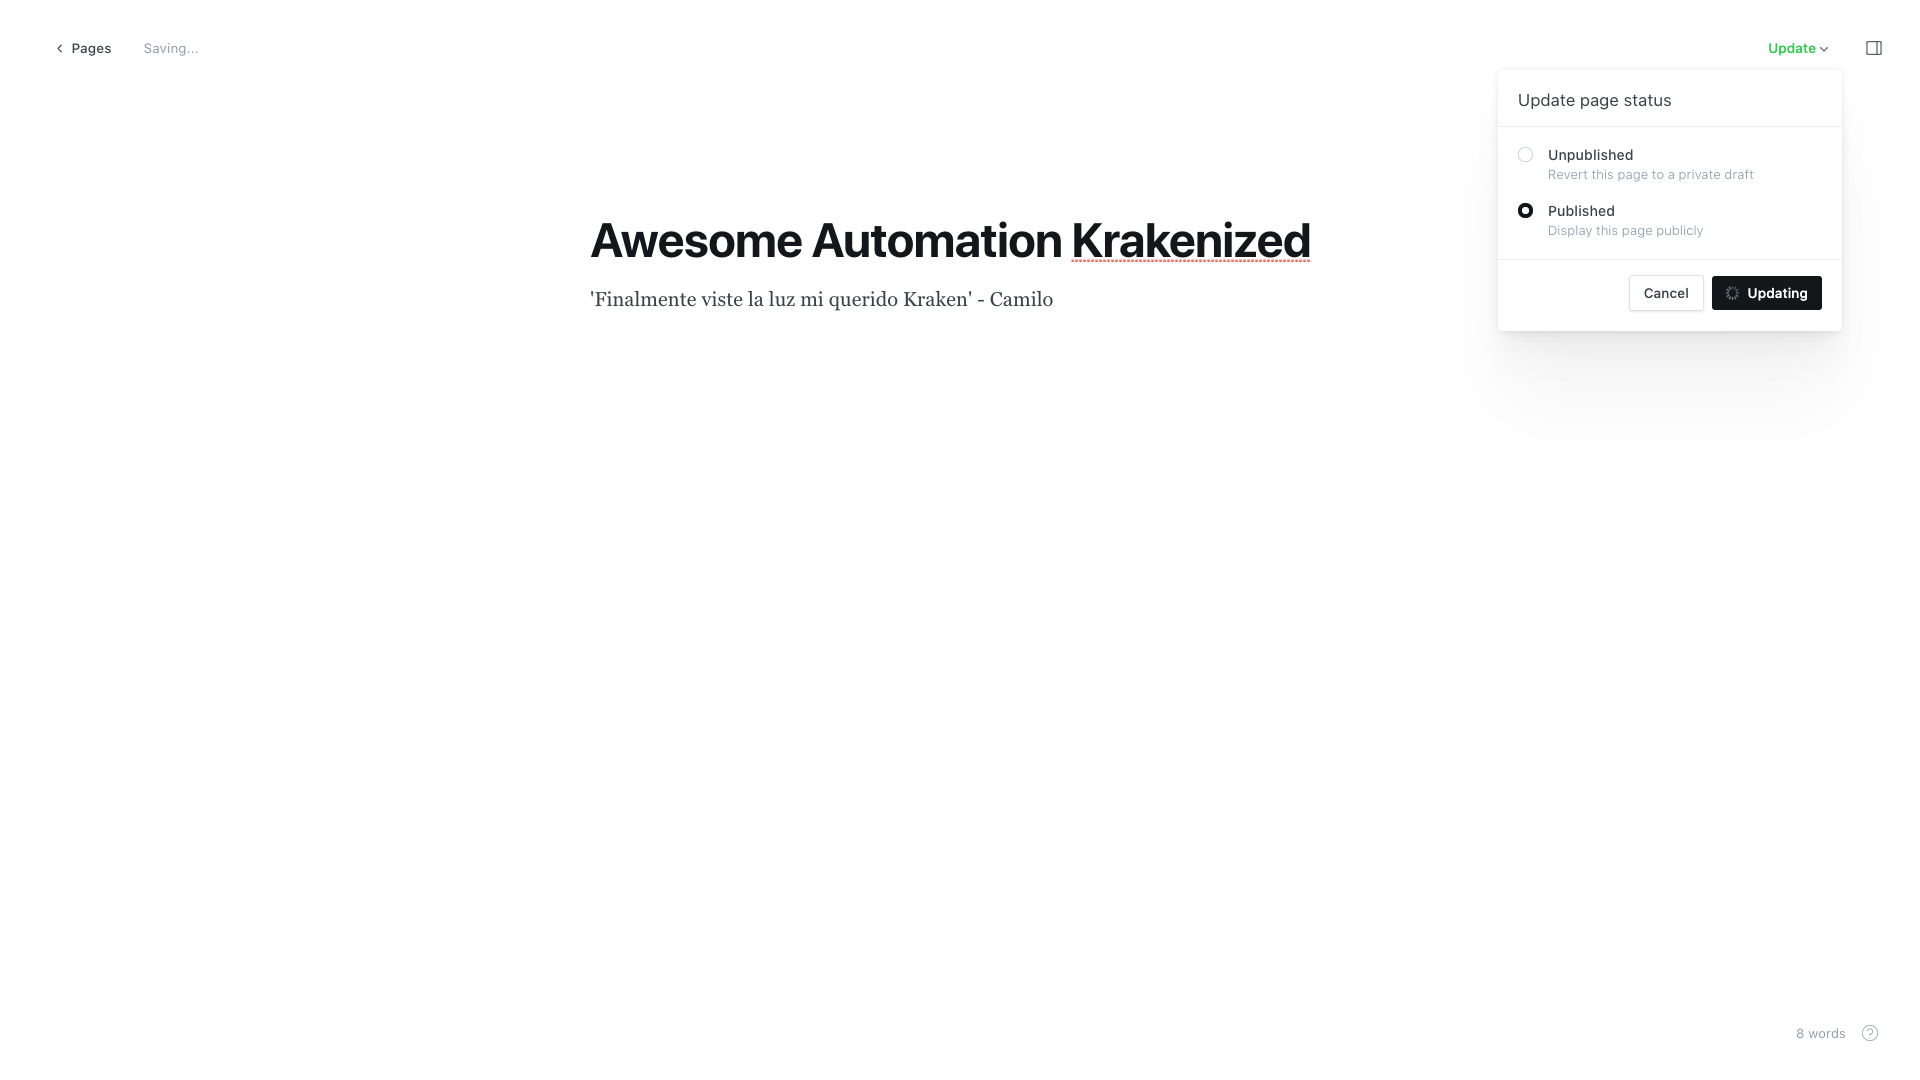 Pages
Saving...
Update
Update page status
Unpublished
Revert this page to a private draft
Published
Display this page publicly
Cancel
Updating
Awesome Automation Krakenized
'Finalmente viste la luz mi querido Kraken' - Camilo
8 words